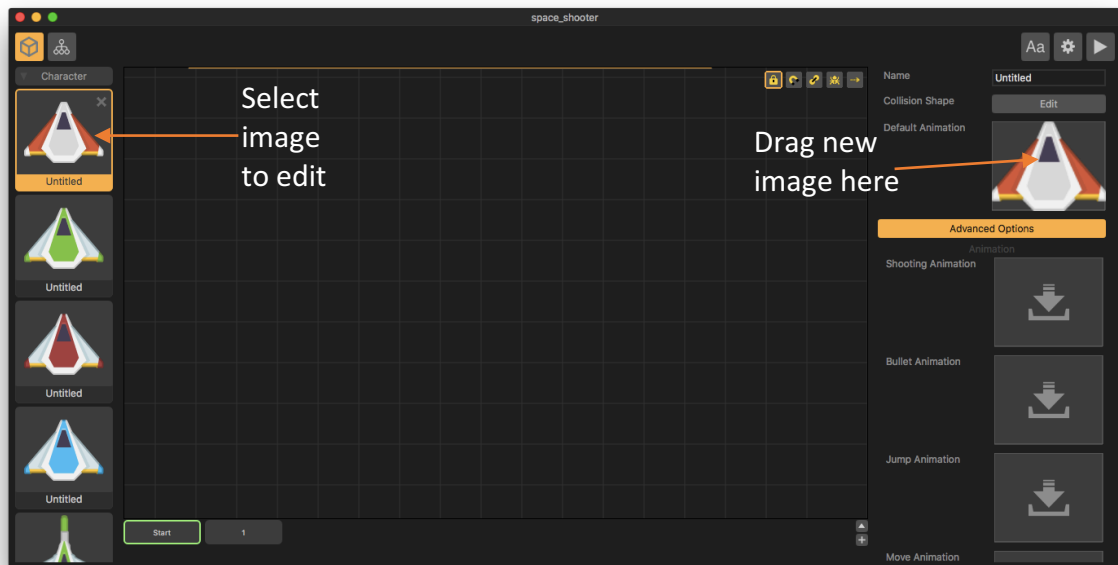 space_shooter
Aa
Character
Name
Untitled
Collision Shape
Edit
Default Animation
Select
image
to edit
Drag new
image here
Untitled
Advanced Options
Animation
Shooting Animation
Untitled
Bullet Animation
Untitled
Jump Animation
Untitled
Start
1
Move Animation